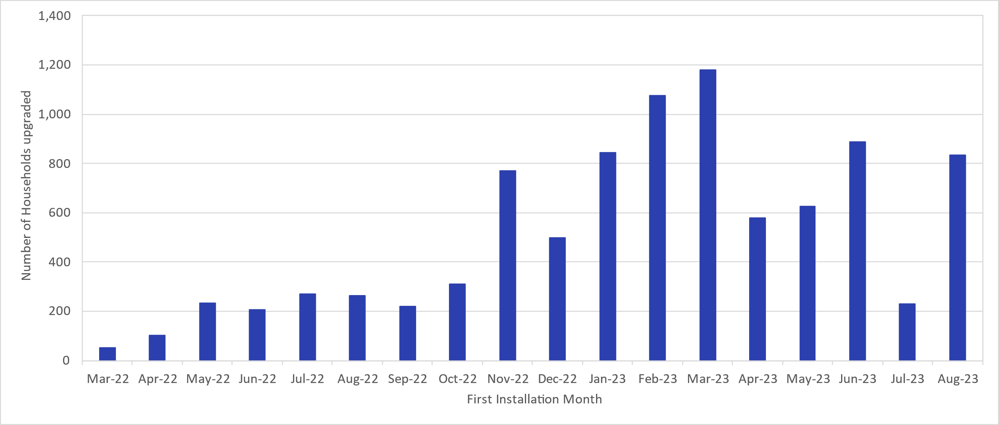 1,400
1,200
1,000
800
600
400
200
0
Number of Households upgraded
Mar-22 Apr-22 May-22 Jun-22 Jul-22 Aug-22 Sep-22 Oct-22 Nov-22 Dec-22 Jan-23 Feb-23 Mar-23 Apr-23 May-23 Jun-23 Jul-23 Aug-23
First Installation Month